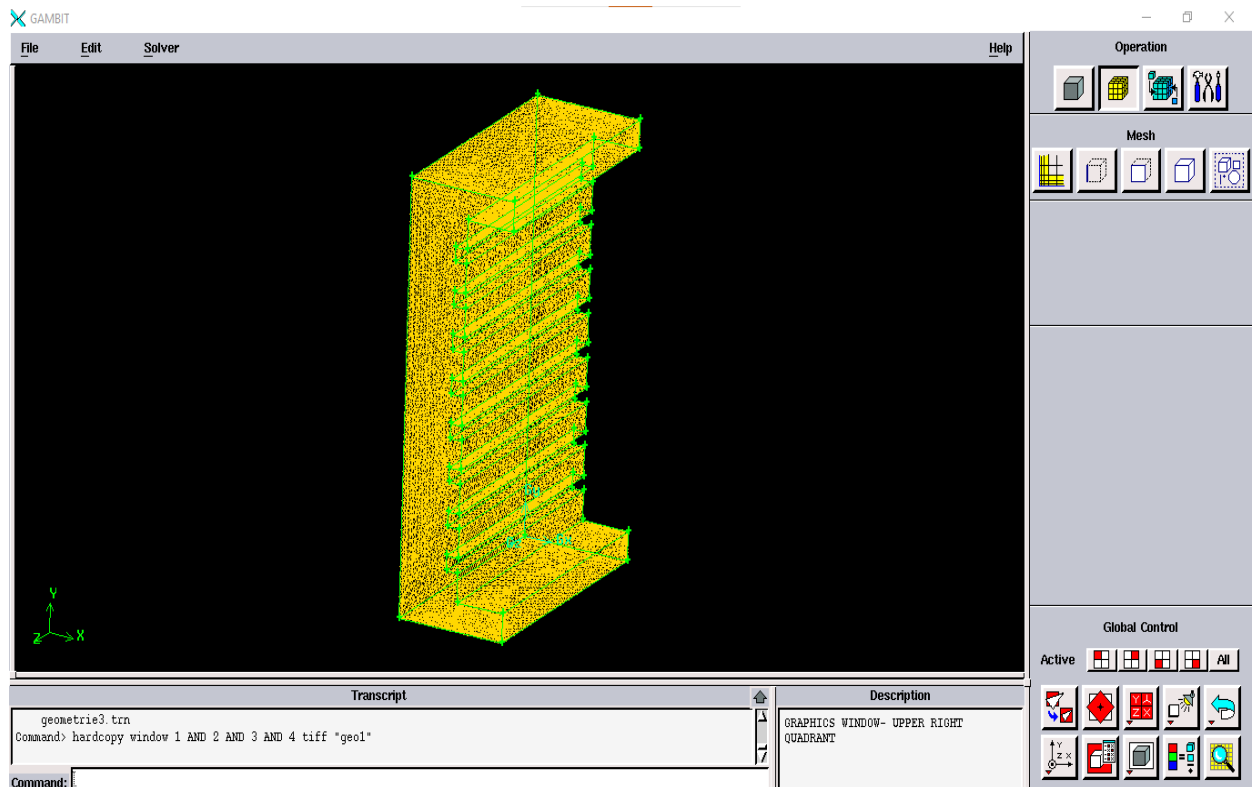 GAMBIT
File Edit Solver Help
Operation
Mesh
Y
Z X
Global Control
Active All
Transcript
geometrie3.trn
Command> hardcopy window 1 AND 2 AND 3 AND 4 tiff "geo1"
Command:
Description
GRAPHICS WINDOW- UPPER RIGHT
QUADRANT